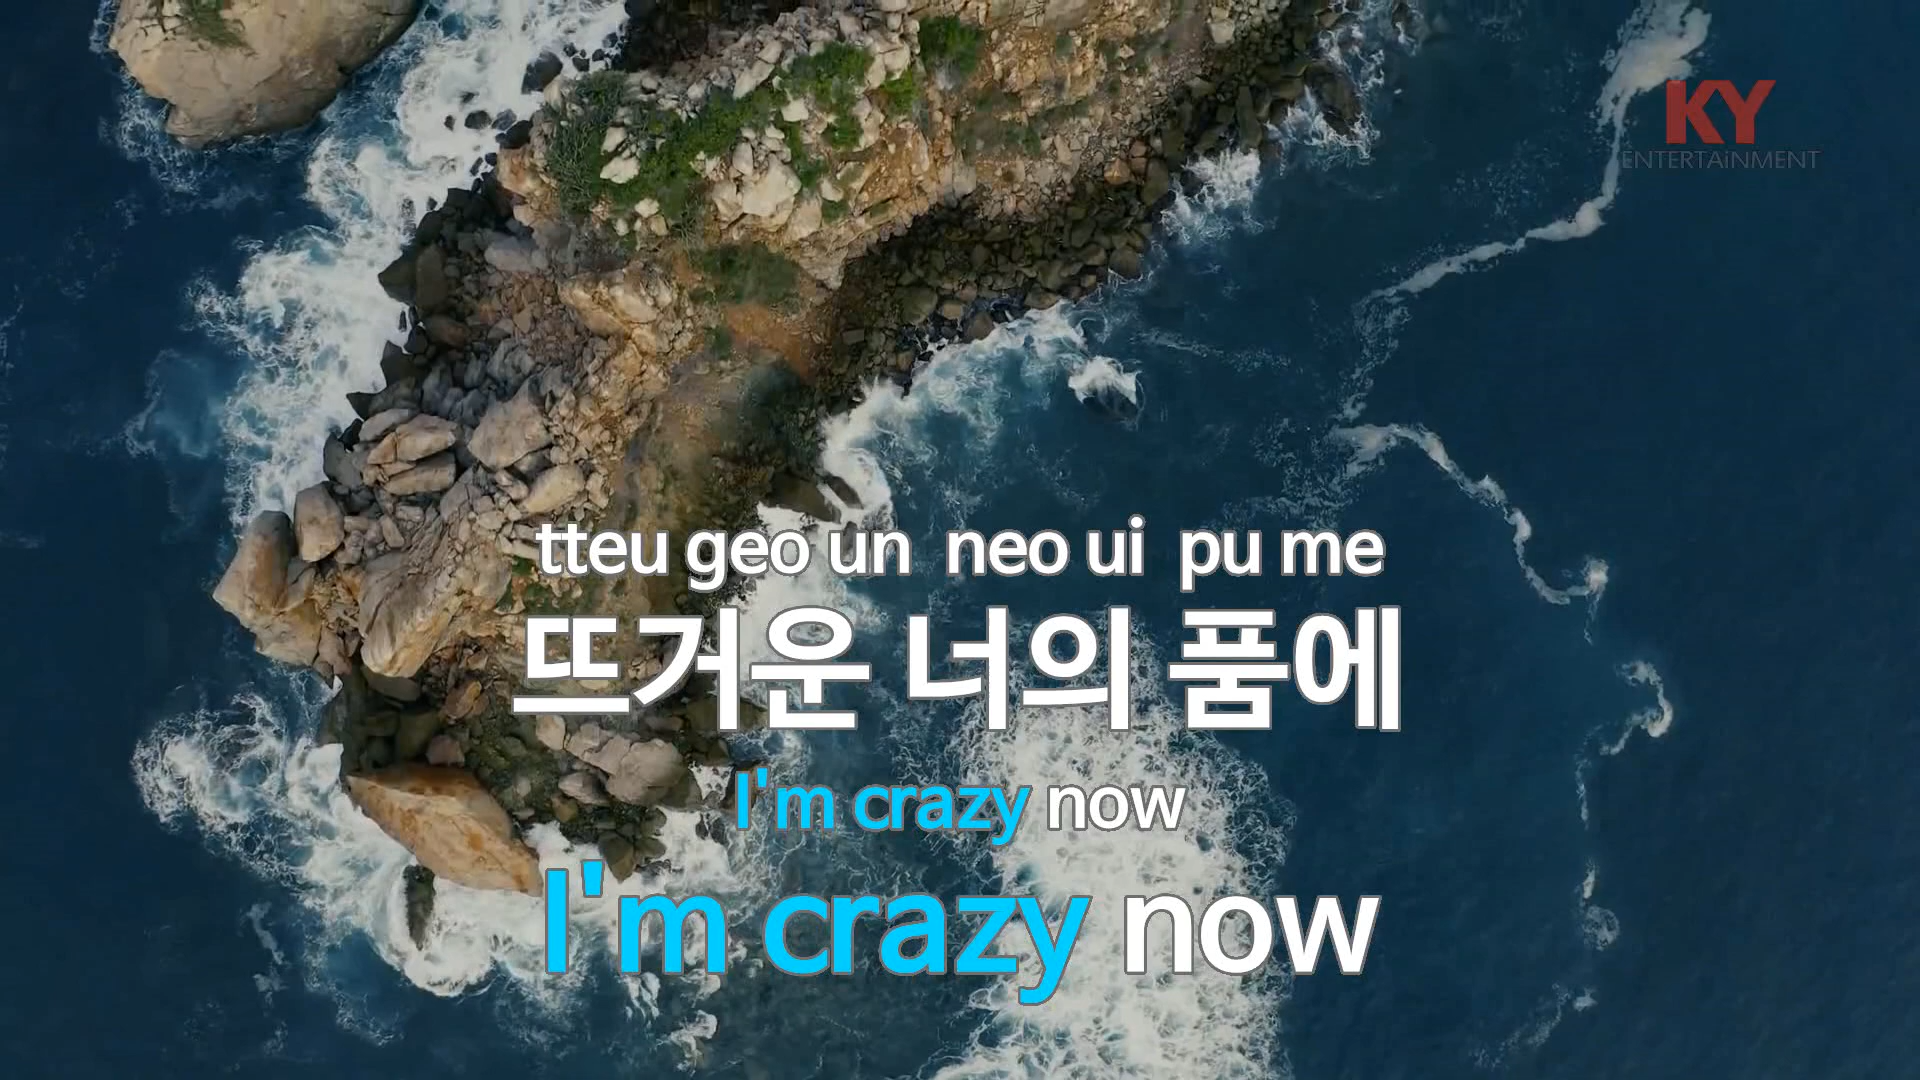 KY
ENTERTAiNMENT
tteu geo un neo ui pu me
뜨거운 너의 품에
I'm crazy now
I'm crazy now